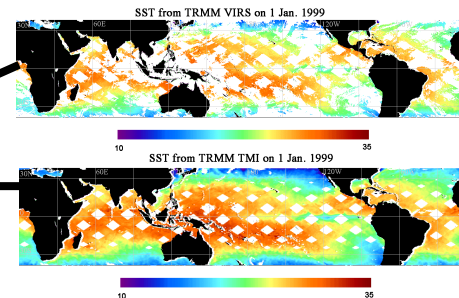 SST from TRMM VIRS on 1 Jan. 1999
30N 60E 120W
10 35
SST from TRMM TMI on 1 Jan. 1999
30N 60E 120W
10 35